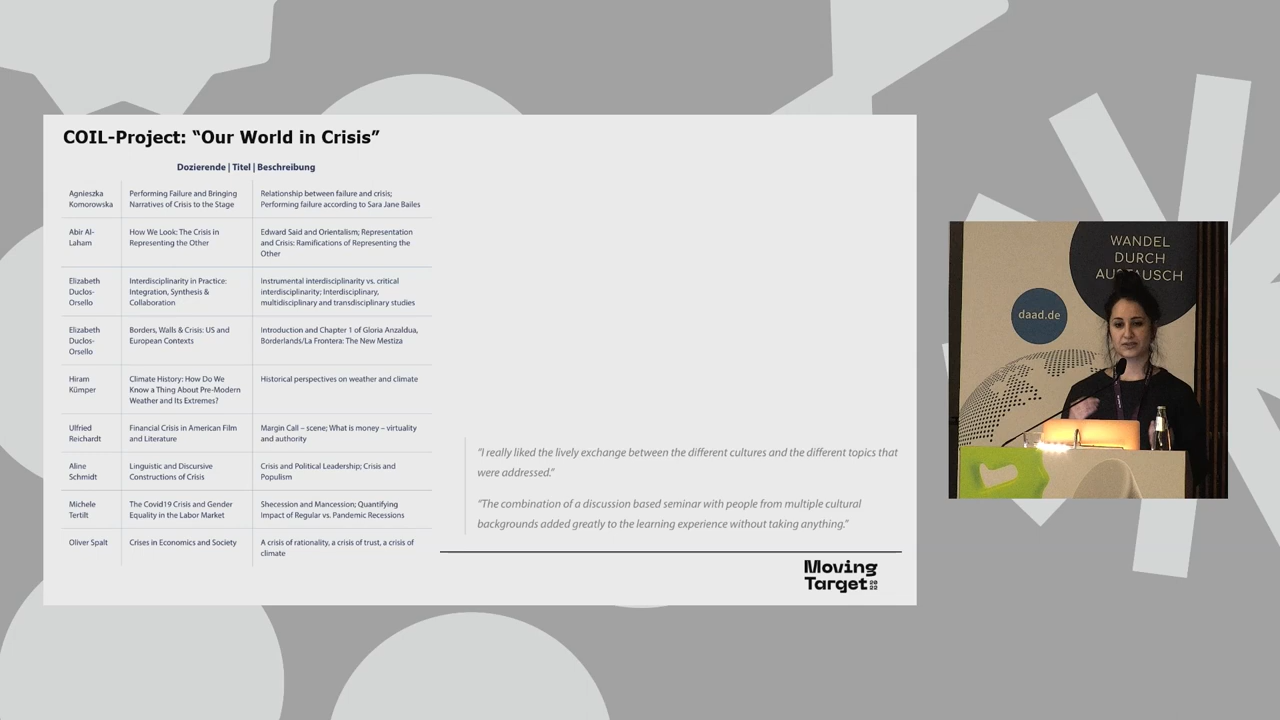 COIL-Project: “Our World in Crisis”
Dozierende | Titel | Beschreibung
Agnieszka
Komorowska
Performing Failure and Bringing
Narratives of Crisis to the Stage
Relationship between failure and crisis;
Performing failure according to Sara Jane Bailes
Abir Al-
Laham
How We Look: The Crisis in
Representing the Other
Edward Said and Orientalism; Representation
and Crisis: Ramifications of Representing the
Other
Elizabeth
Duclos-
Orsello
Interdisciplinarity in Practice:
Integration, Synthesis &
Collaboration
Instrumental interdisciplinarity vs. critical
interdisciplinarity; Interdisciplinary,
multidisciplinary and transdisciplinary studies
Elizabeth
Duclos-
Orsello
Borders, Walls & Crisis: US and
European Contexts
Introduction and Chapter 1 of Gloria Anzaldua,
Borderlands/La Frontera: The New Mestiza
Hiram
Kümper
Climate History: How Do We
Know a Thing About Pre-Modern
Weather and Its Extremes?
Historical perspectives on weather and climate
Ulfried
Reichardt
Financial Crisis in American Film
and Literature
Margin Call – scene; What is money – virtuality
and authority
Aline
Schmidt
Linguistic and Discursive
Constructions of Crisis
Crisis and Political Leadership; Crisis and
Populism
Michele
Tertilt
The Covid19 Crisis and Gender
Equality in the Labor Market
Shecession and Mancession; Quantifying
Impact of Regular vs. Pandemic Recessions
Oliver Spalt
Crises in Economics and Society
A crisis of rationality, a crisis of trust, a crisis of
climate
“I really liked the lively exchange between the different cultures and the different topics that
were addressed.”
“The combination of a discussion based seminar with people from multiple cultural
backgrounds added greatly to the learning experience without taking anything.”
Moving
Target 20
22
WANDEL
DURCH
AUSTAUSCH
daad.de